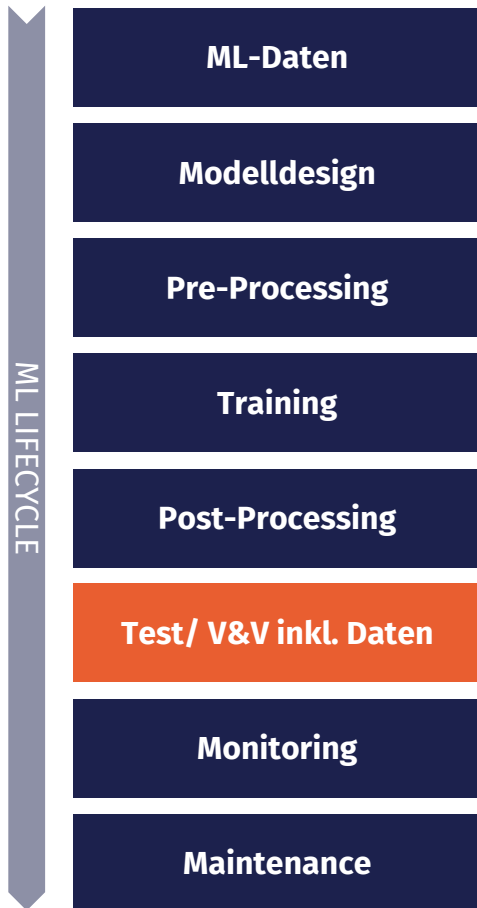 ML LIFECYCLE
ML-Daten
Modelldesign
Pre-Processing
Training
Post-Processing
Test/ V&V inkl. Daten
Monitoring
Maintenance